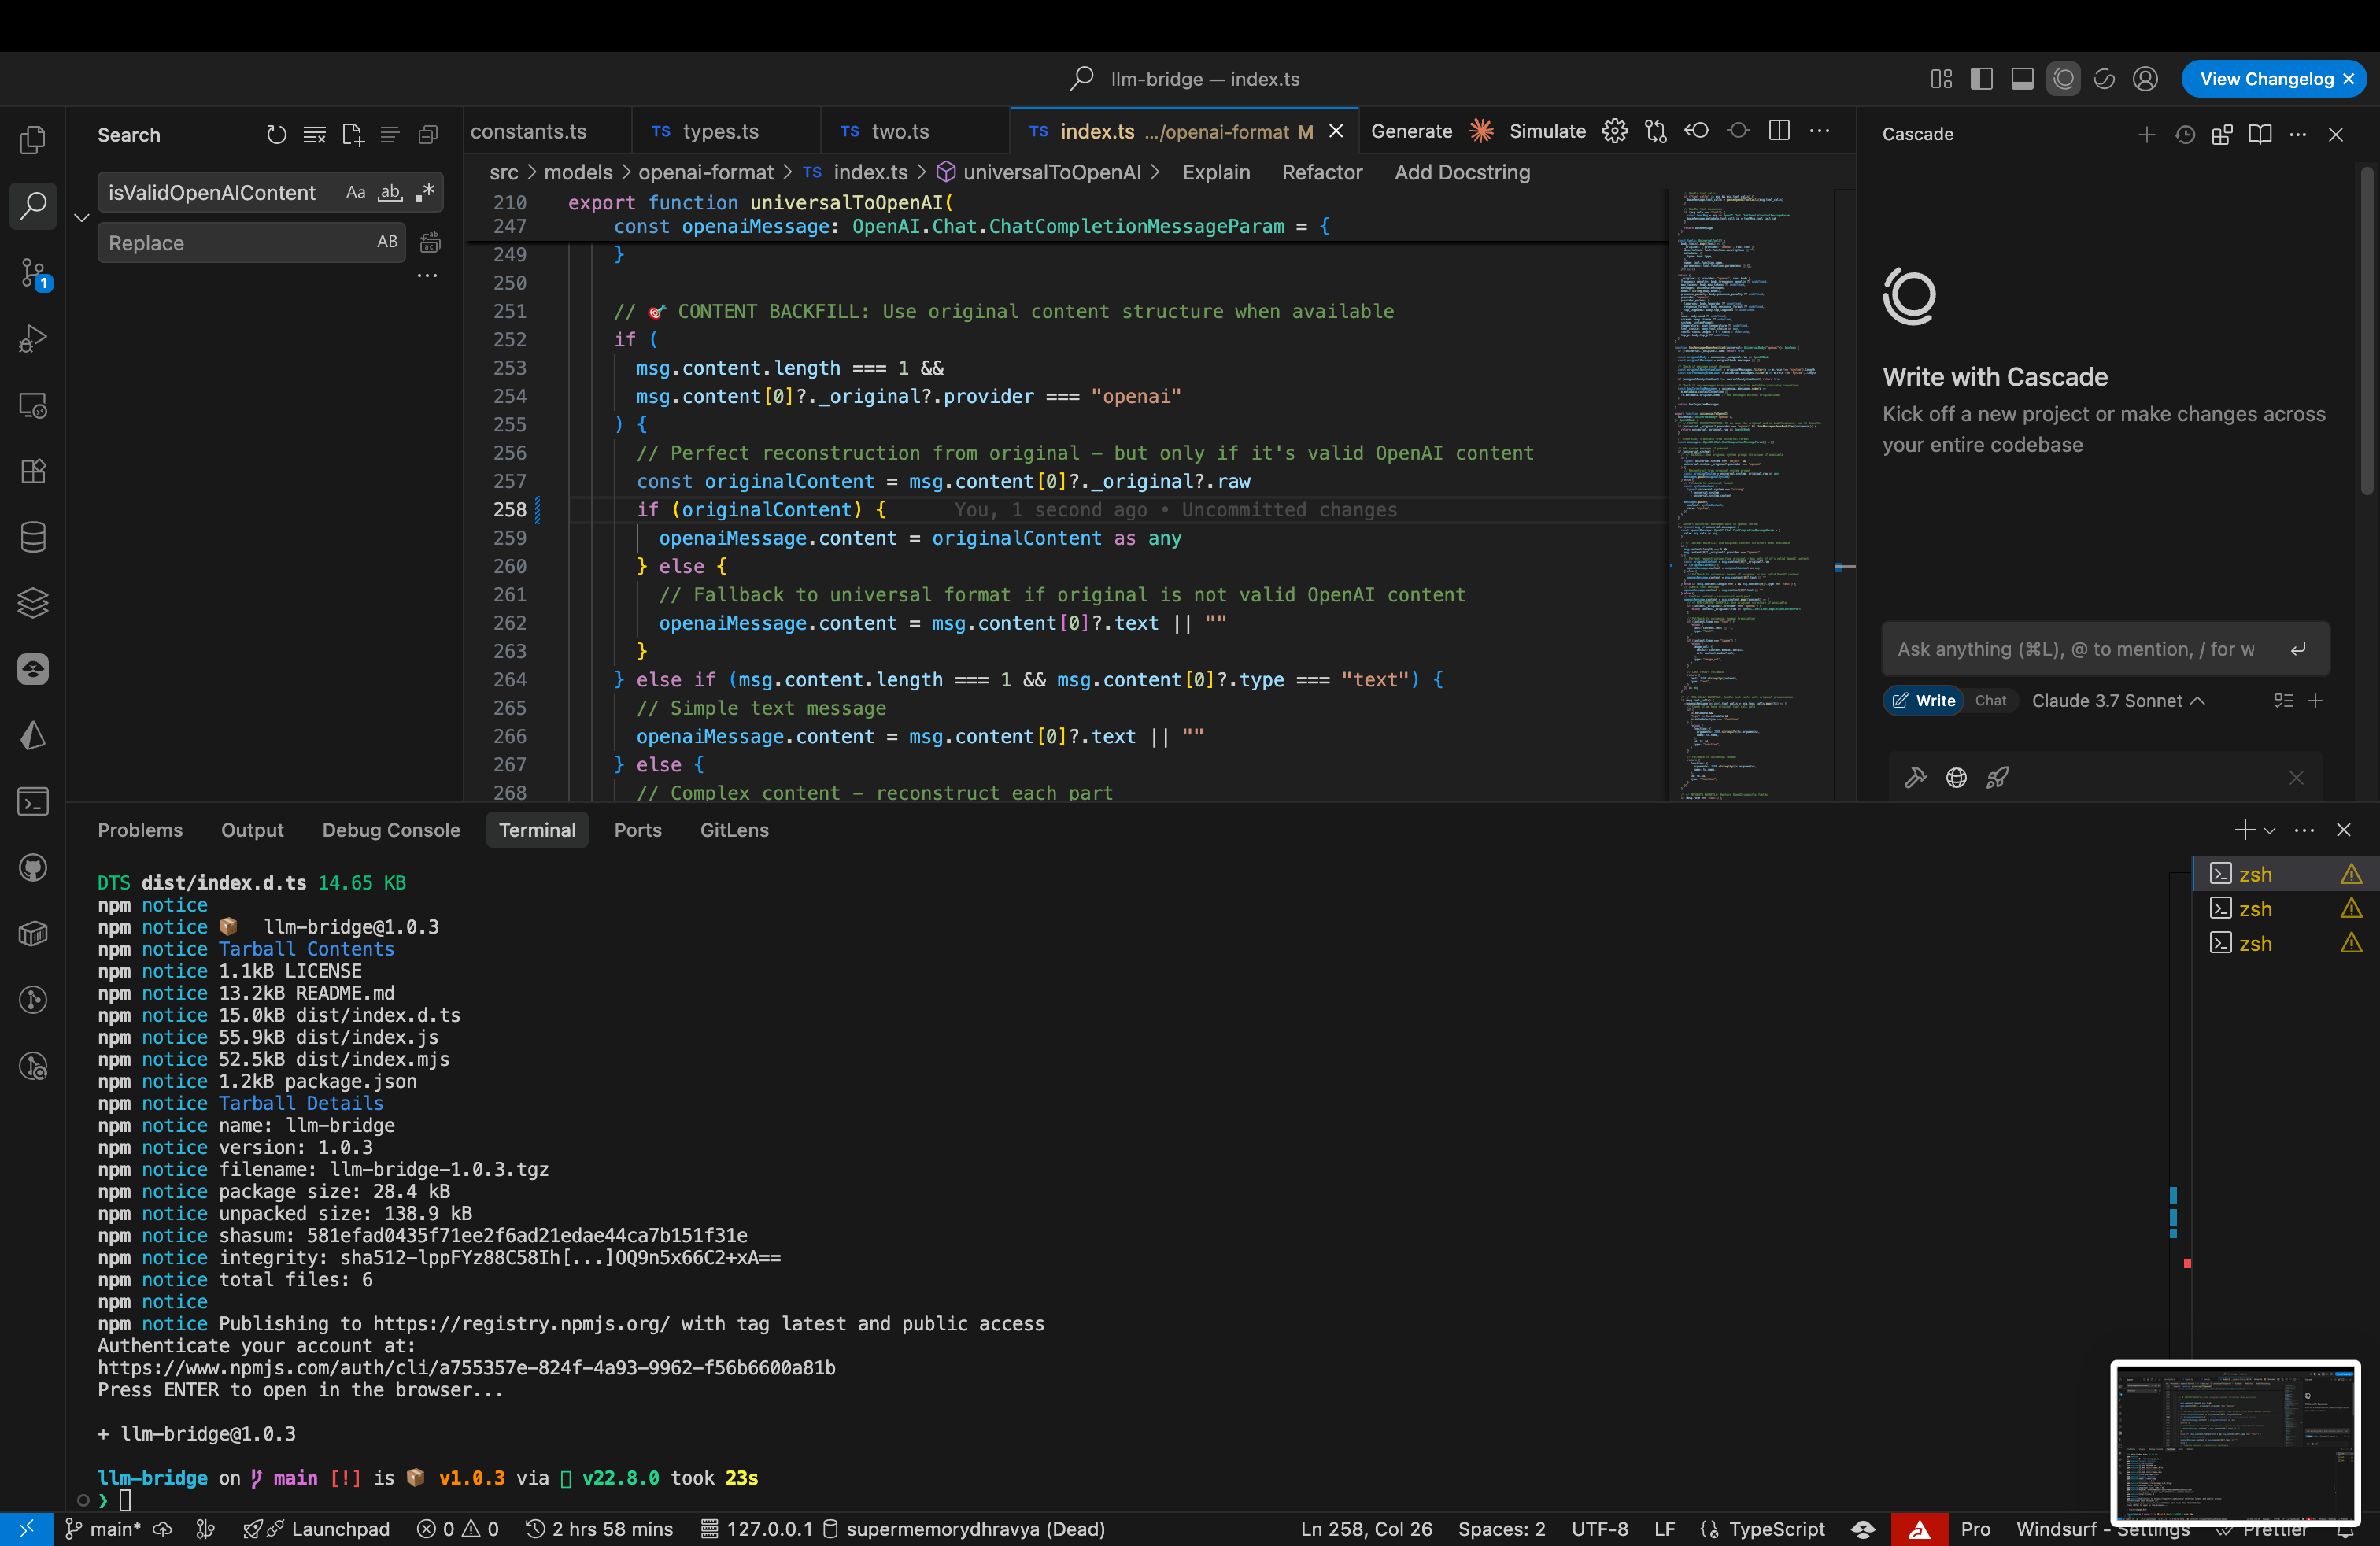 llm-bridge — index.ts
View Changelog
Search
isValidOpenAIContent
Aa
ab
Replace
AB
1
constants.ts
TS types.ts
TS two.ts
TS index.ts .../openai-format M
Generate
Simulate
src > models > openai-format > TS index.ts > universalToOpenAI > Explain Refactor Add Docstring
210 export function universalToOpenAI(
247 const openaiMessage: OpenAI.Chat.ChatCompletionMessageParam = {
249 }
250
251 // 🎯 CONTENT BACKFILL: Use original content structure when available
252 if (
253 msg.content.length === 1 &&
254 msg.content[0]?._original?.provider === "openai"
255 ) {
256 // Perfect reconstruction from original – but only if it's valid OpenAI content
257 const originalContent = msg.content[0]?._original?.raw
258 if (originalContent) { You, 1 second ago • Uncommitted changes
259 openaiMessage.content = originalContent as any
260 } else {
261 // Fallback to universal format if original is not valid OpenAI content
262 openaiMessage.content = msg.content[0]?.text || ""
263 }
264 } else if (msg.content.length === 1 && msg.content[0]?.type === "text") {
265 // Simple text message
266 openaiMessage.content = msg.content[0]?.text || ""
267 } else {
268 // Complex content – reconstruct each part
Cascade
Write with Cascade
Kick off a new project or make changes across
your entire codebase
Ask anything (⌘L), @ to mention, / for w
Write Chat Claude 3.7 Sonnet
Problems Output Debug Console Terminal Ports GitLens
DTS dist/index.d.ts 14.65 KB
npm notice
npm notice 📦 llm-bridge@1.0.3
npm notice Tarball Contents
npm notice 1.1kB LICENSE
npm notice 13.2kB README.md
npm notice 15.0kB dist/index.d.ts
npm notice 55.9kB dist/index.js
npm notice 52.5kB dist/index.mjs
npm notice 1.2kB package.json
npm notice Tarball Details
npm notice name: llm-bridge
npm notice version: 1.0.3
npm notice filename: llm-bridge-1.0.3.tgz
npm notice package size: 28.4 kB
npm notice unpacked size: 138.9 kB
npm notice shasum: 581efad0435f71ee2f6ad21edae44ca7b151f31e
npm notice integrity: sha512-lppFYz88C58Ih[...]OQ9n5x66C2+xA==
npm notice total files: 6
npm notice
npm notice Publishing to https://registry.npmjs.org/ with tag latest and public access
Authenticate your account at:
https://www.npmjs.com/auth/cli/a755357e-824f-4a93-9962-f56b6600a81b
Press ENTER to open in the browser...
+ llm-bridge@1.0.3
llm-bridge on main [!] is 📦 v1.0.3 via v22.8.0 took 23s
❯
zsh
zsh
zsh
main* Launchpad 0 0 2 hrs 58 mins 127.0.0.1 supermemorydhravya (Dead) Ln 258, Col 26 Spaces: 2 UTF-8 LF TypeScript Pro Windsurf - Settings Prettier